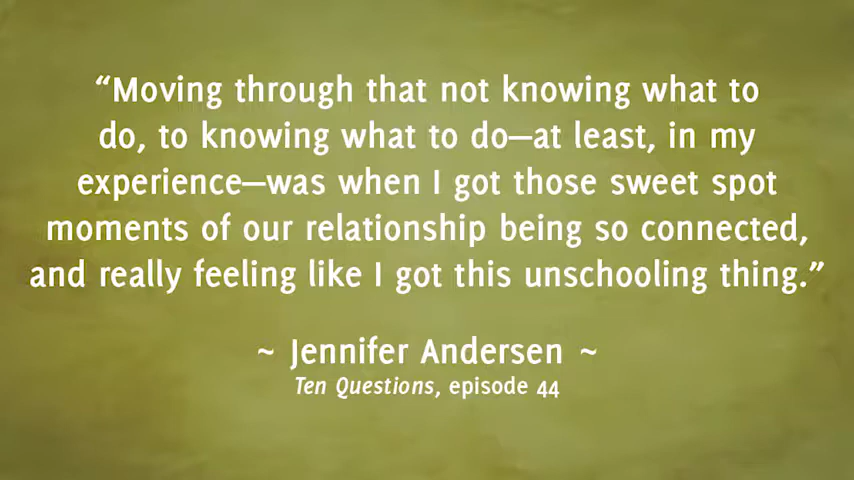 “Moving through that not knowing what to
do, to knowing what to do—at least, in my
experience—was when I got those sweet spot
moments of our relationship being so connected,
and really feeling like I got this unschooling thing.”
~ Jennifer Andersen ~
Ten Questions, episode 44